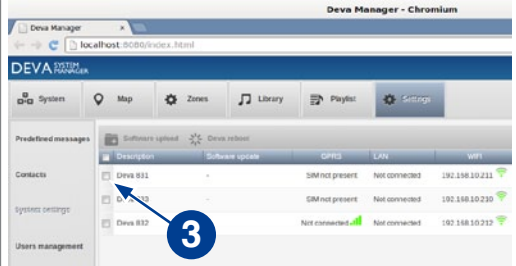 Deva Manager - Chromium
Deva Manager ×
localhost:8080/index.html
DEVA SYSTEM MANAGER
System Map Zones Library Playlist Settings
Predefined messages Software upload Deva reboot
Description Software update GPRS LAN WIFI
Contacts Deva 831 - SIM not present Not connected 192.168.10.211
System settings - SIM not present Not connected 192.168.10.230
Deva 832 - Not connected Not connected 192.168.10.212
3
Users management